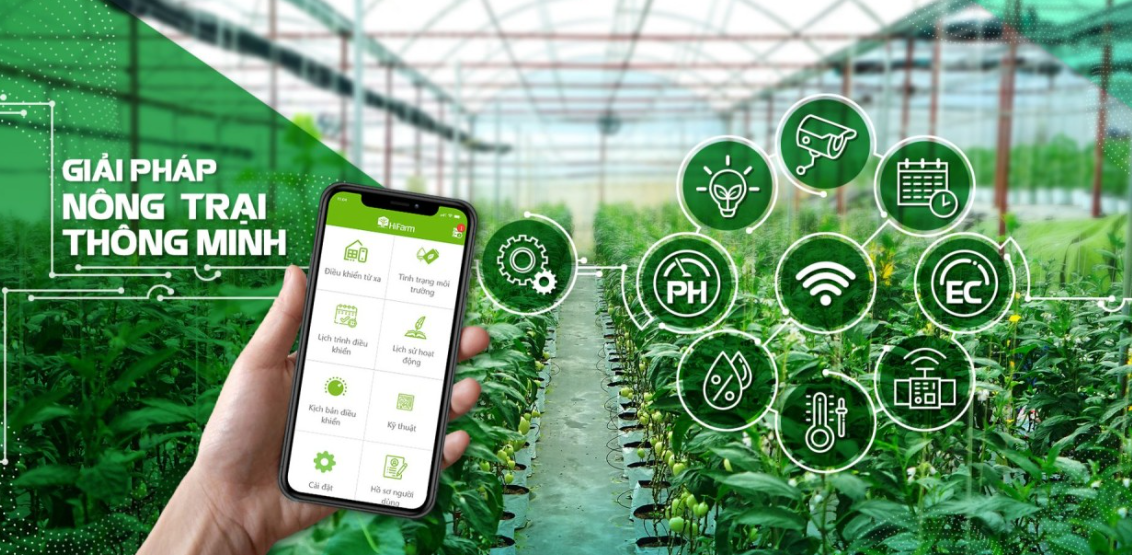 GIẢI PHÁP
NÔNG TRẠI
THÔNG MINH
HiFarm
1
Điều khiển từ xa
Tình trạng môi
trường
Lịch trình điều
khiển
Lịch sử hoạt
động
Kịch bản điều
khiển
Kỹ thuật
Cài đặt
Hồ sơ người
dùng
PH
EC